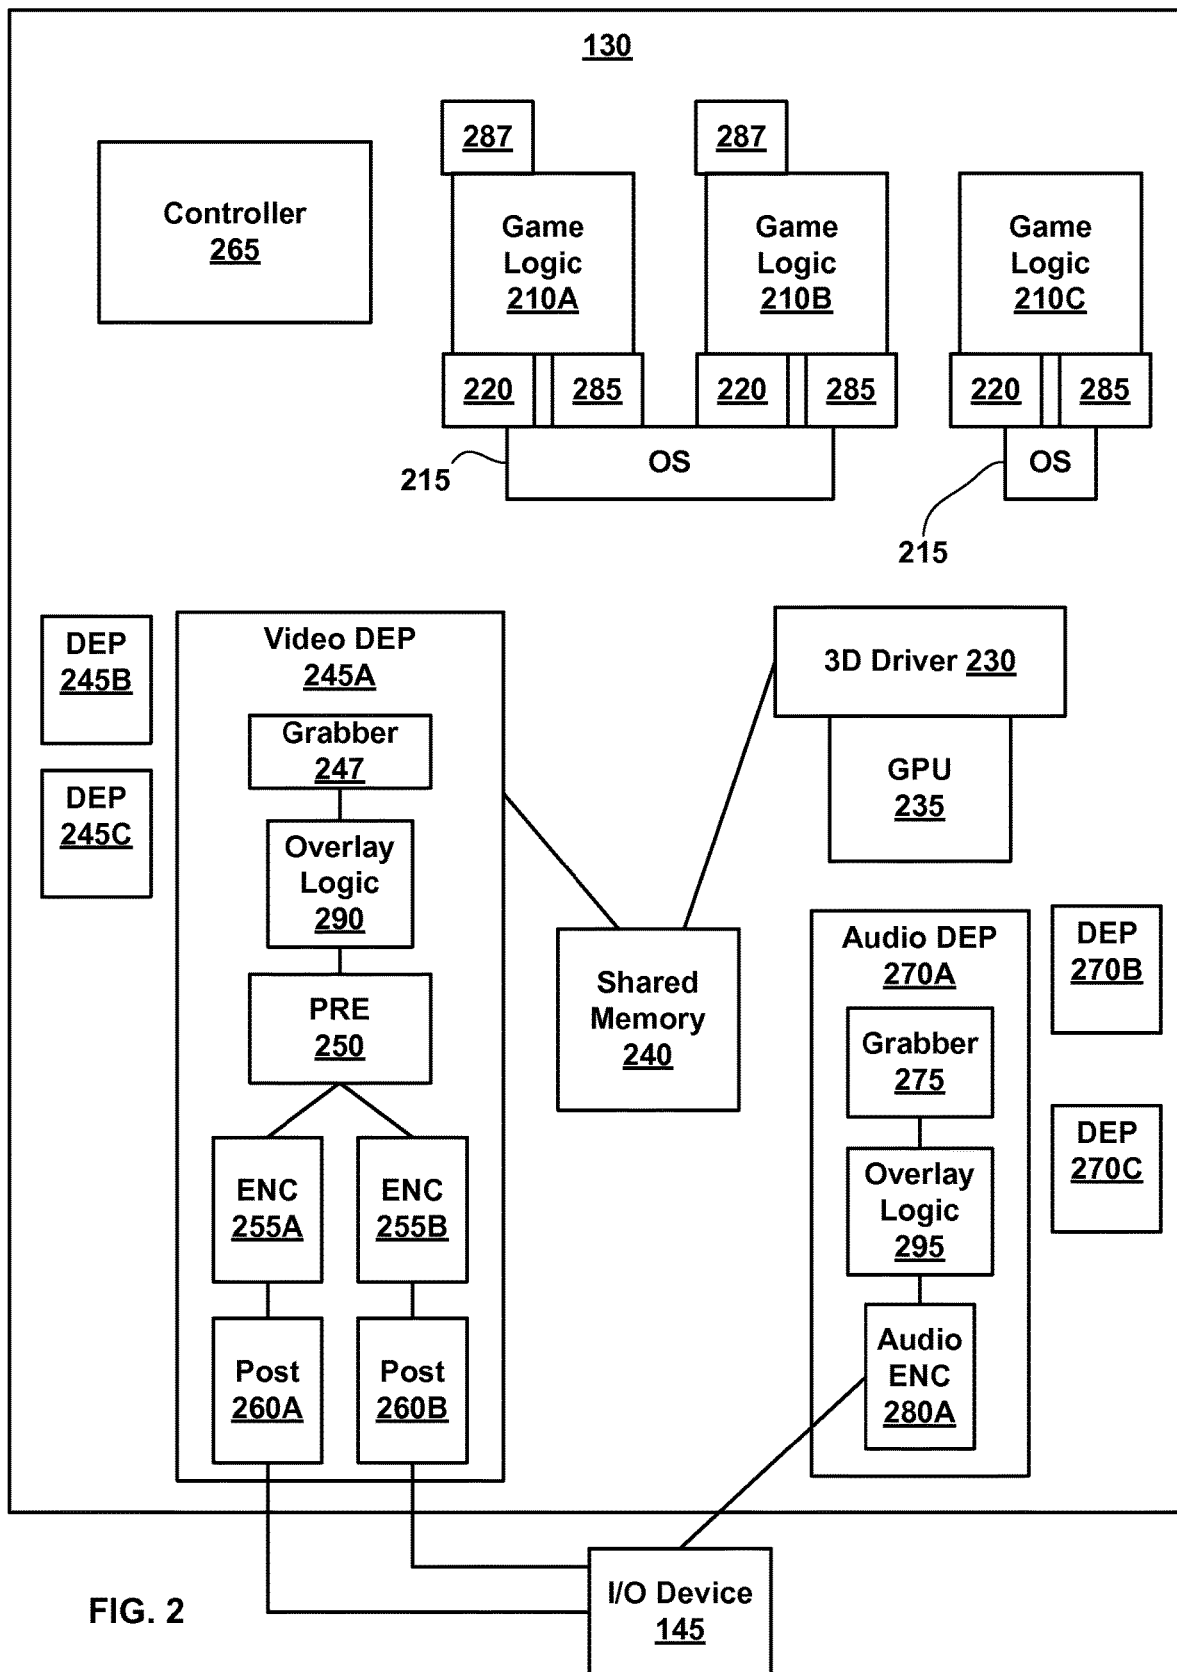 130
287
287
Controller
265
Game
Logic
210A
Game
Logic
210B
Game
Logic
210C
220
285
220
285
220
285
OS
215
OS
215
DEP
245B
DEP
245C
Video DEP
245A
Grabber
247
Overlay
Logic
290
PRE
250
ENC
255A
ENC
255B
Post
260A
Post
260B
3D Driver 230
GPU
235
Shared
Memory
240
Audio DEP
270A
Grabber
275
Overlay
Logic
295
Audio
ENC
280A
DEP
270B
DEP
270C
I/O Device
145
FIG. 2